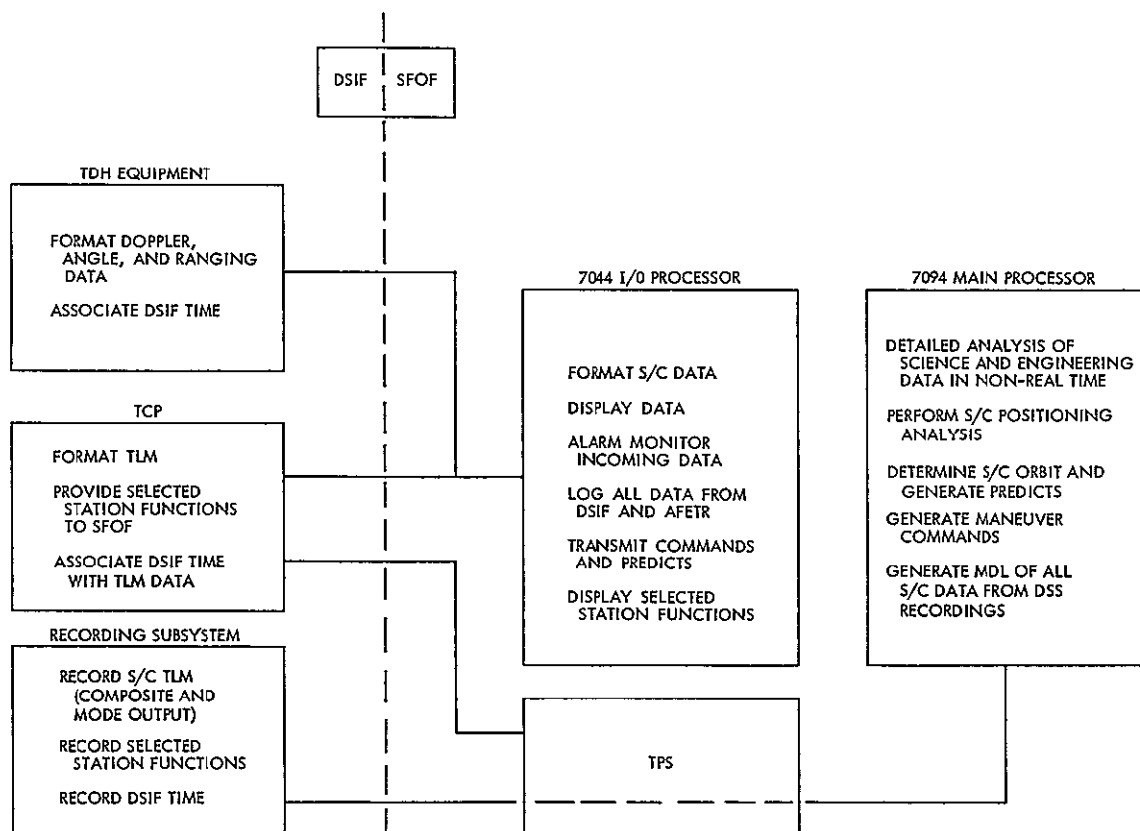 DSIF SFOF
TDH EQUIPMENT
FORMAT DOPPLER,
ANGLE, AND RANGING
DATA
ASSOCIATE DSIF TIME
TCP
FORMAT TLM
PROVIDE SELECTED
STATION FUNCTIONS
TO SFOF
ASSOCIATE DSIF TIME
WITH TLM DATA
RECORDING SUBSYSTEM
RECORD S/C TLM
(COMPOSITE AND
MODE OUTPUT)
RECORD SELECTED
STATION FUNCTIONS
RECORD DSIF TIME
7044 I/O PROCESSOR
FORMAT S/C DATA
DISPLAY DATA
ALARM MONITOR
INCOMING DATA
LOG ALL DATA FROM
DSIF AND AFETR
TRANSMIT COMMANDS
AND PREDICTS
DISPLAY SELECTED
STATION FUNCTIONS
TPS
7094 MAIN PROCESSOR
DETAILED ANALYSIS OF
SCIENCE AND ENGINEERING
DATA IN NON-REAL TIME
PERFORM S/C POSITIONING
ANALYSIS
DETERMINE S/C ORBIT AND
GENERATE PREDICTS
GENERATE MANEUVER
COMMANDS
GENERATE MDL OF ALL
S/C DATA FROM DSS
RECORDINGS